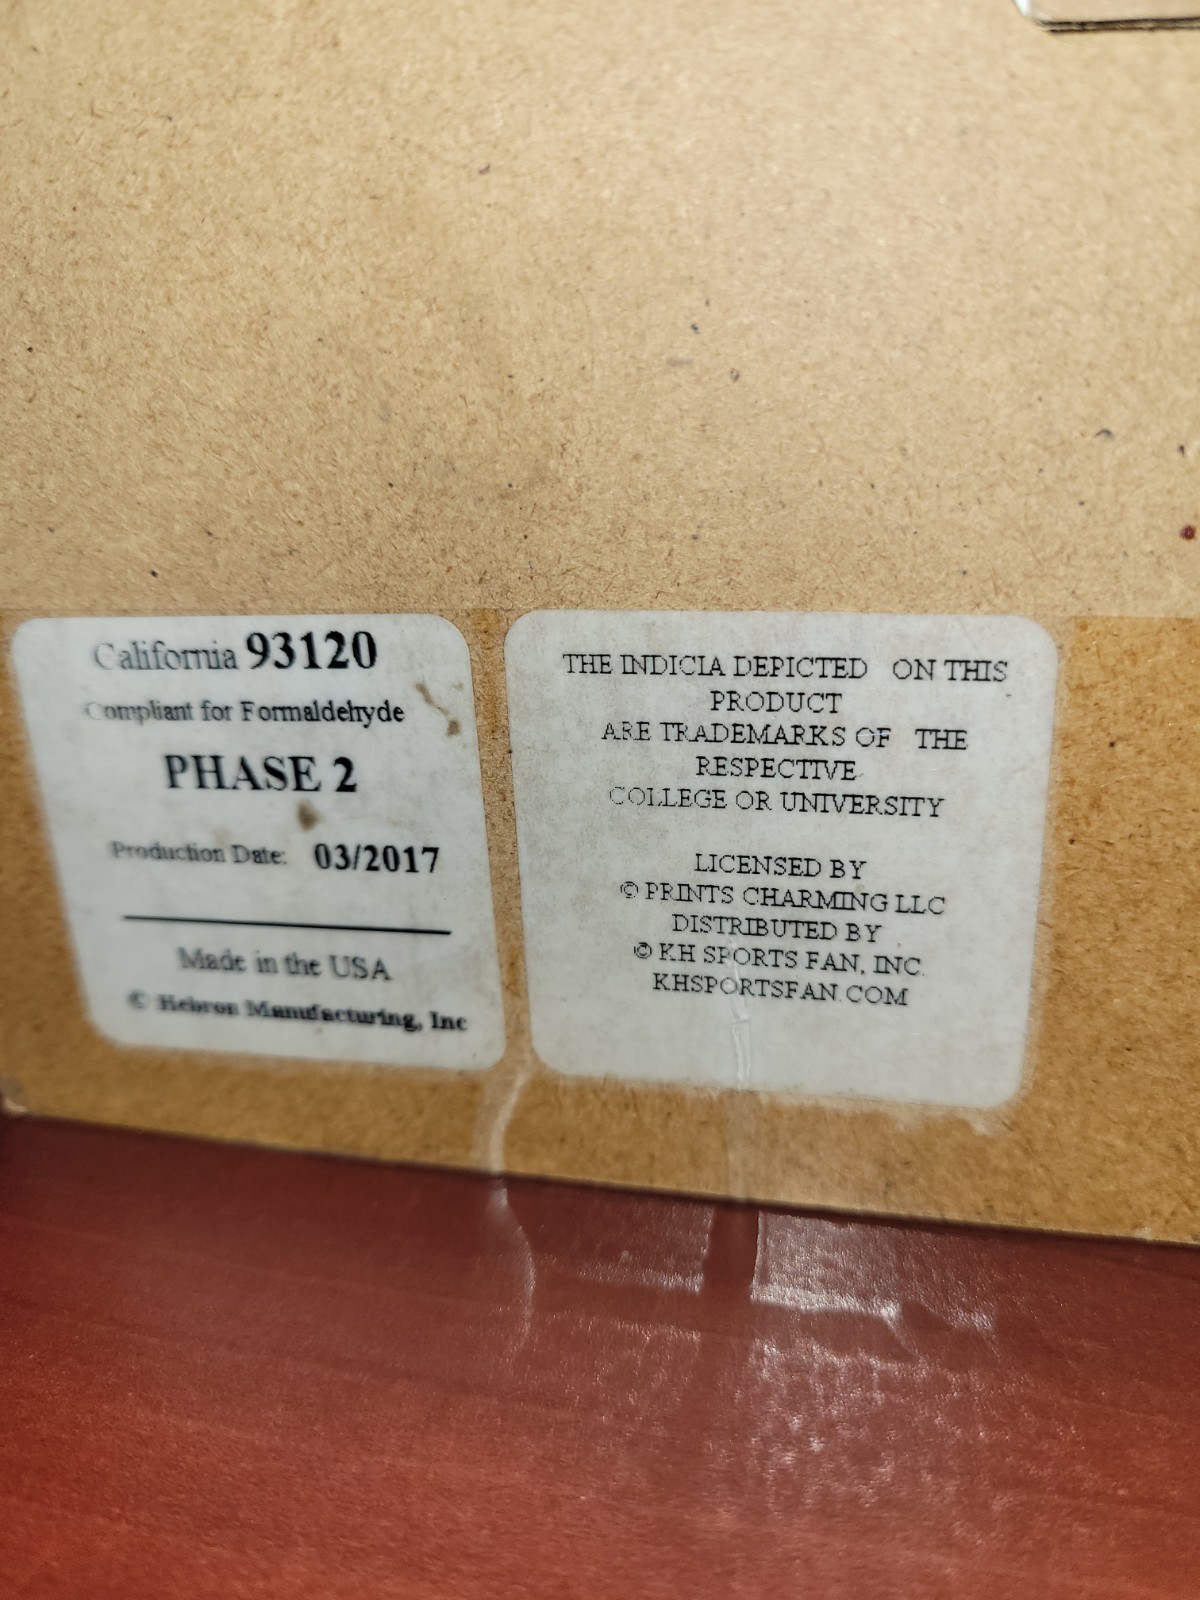 California 93120
Compliant for Formaldehyde
PHASE 2
Production Date: 03/2017
Made in the USA
© Hebron Manufacturing, Inc
THE INDICIA DEPICTED ON THIS
PRODUCT
ARE TRADEMARKS OF THE
RESPECTIVE
COLLEGE OR UNIVERSITY
LICENSED BY
© PRINTS CHARMING LLC
DISTRIBUTED BY
© KH SPORTS FAN, INC.
KHSPORTSFAN.COM